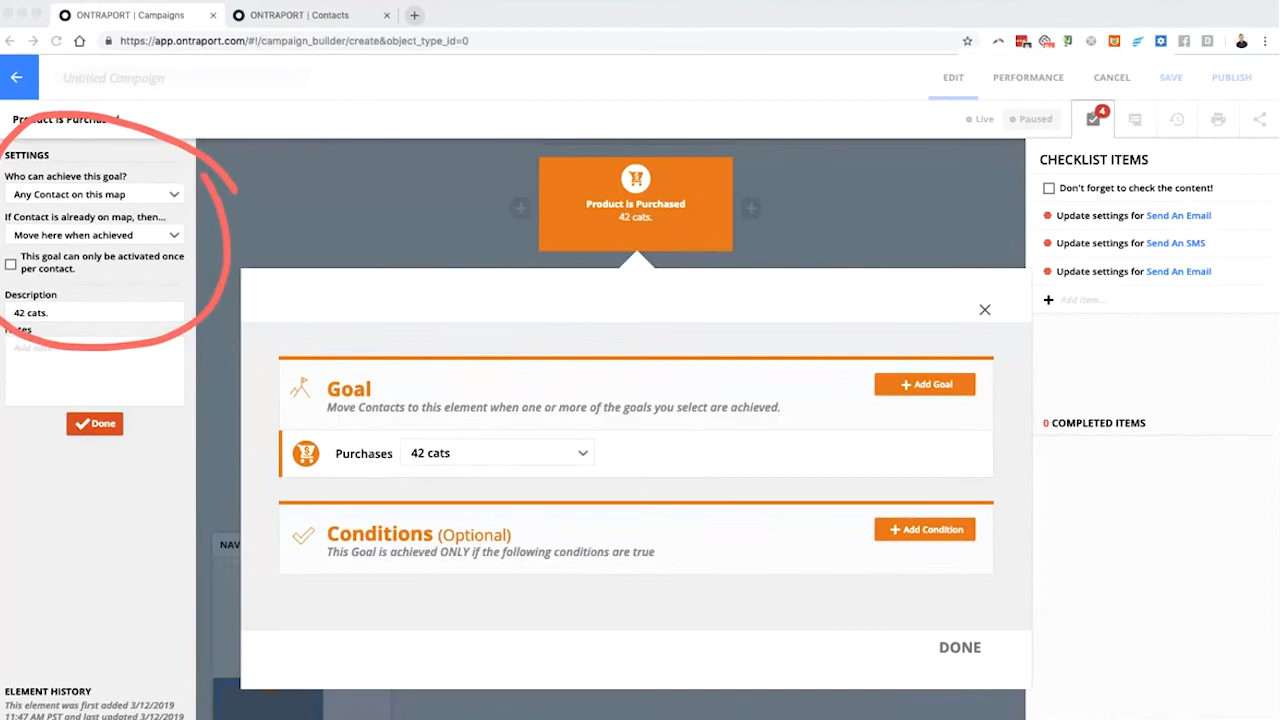 ONTRAPORT | Campaigns
ONTRAPORT | Contacts
https://app.ontraport.com/#!/campaign_builder/create&object_type_id=0
Untitled Campaign
EDIT
PERFORMANCE
CANCEL
SAVE
PUBLISH
Product is Purchased
Live
Paused
4
SETTINGS
Who can achieve this goal?
Any Contact on this map
If Contact is already on map, then...
Move here when achieved
This goal can only be activated once
per contact.
Description
42 cats.
Notes
Done
ELEMENT HISTORY
This element was first added 3/12/2019
11:47 AM PST and last updated 3/12/2019
Product is Purchased
42 cats.
Goal
Move Contacts to this element when one or more of the goals you select are achieved.
Add Goal
Purchases 42 cats
Conditions (Optional)
This Goal is achieved ONLY if the following conditions are true
Add Condition
DONE
NAV
CHECKLIST ITEMS
Don't forget to check the content!
Update settings for Send An Email
Update settings for Send An SMS
Update settings for Send An Email
Add item...
0 COMPLETED ITEMS